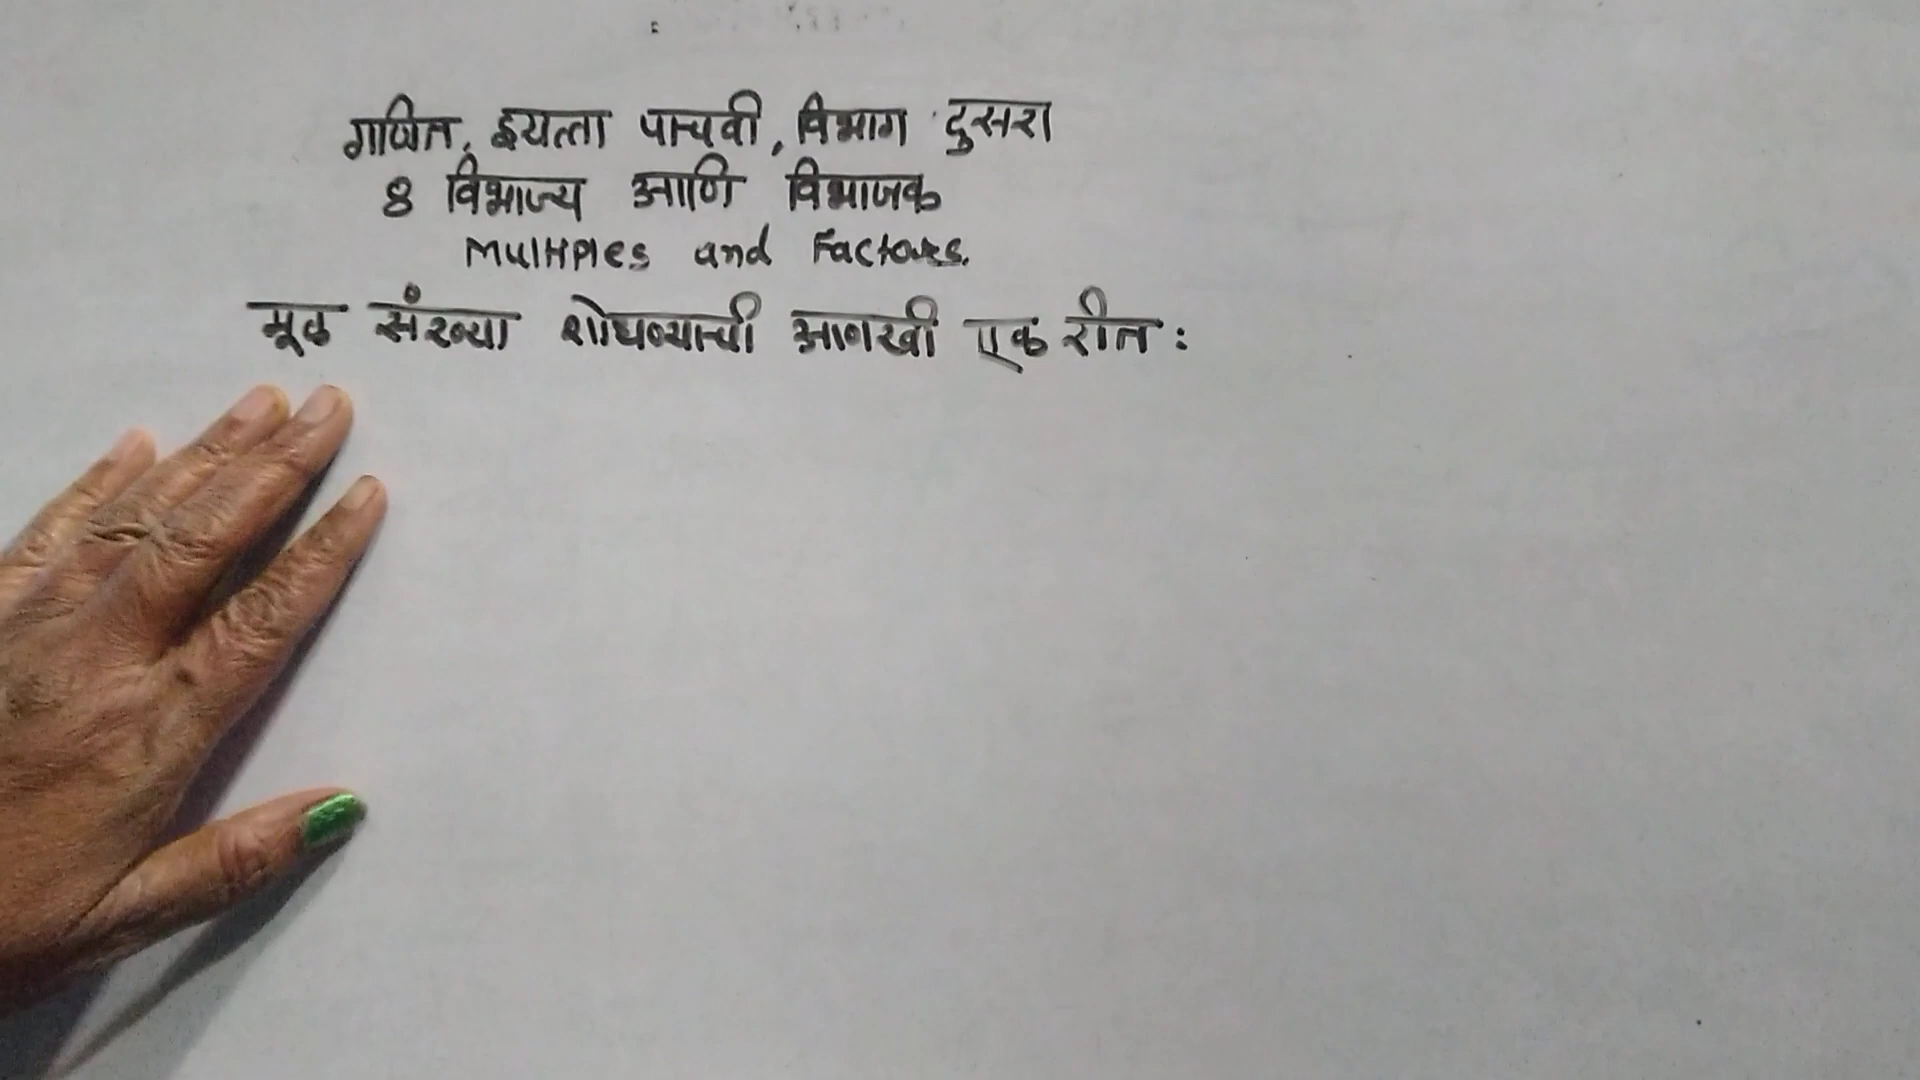 गणित, इयत्ता पाचवी, विभाग दुसरा
8 विभाज्य आणि विभाजक
Multiples and Factors.
मूळ संख्या शोधण्याची आणखी एक रीत :